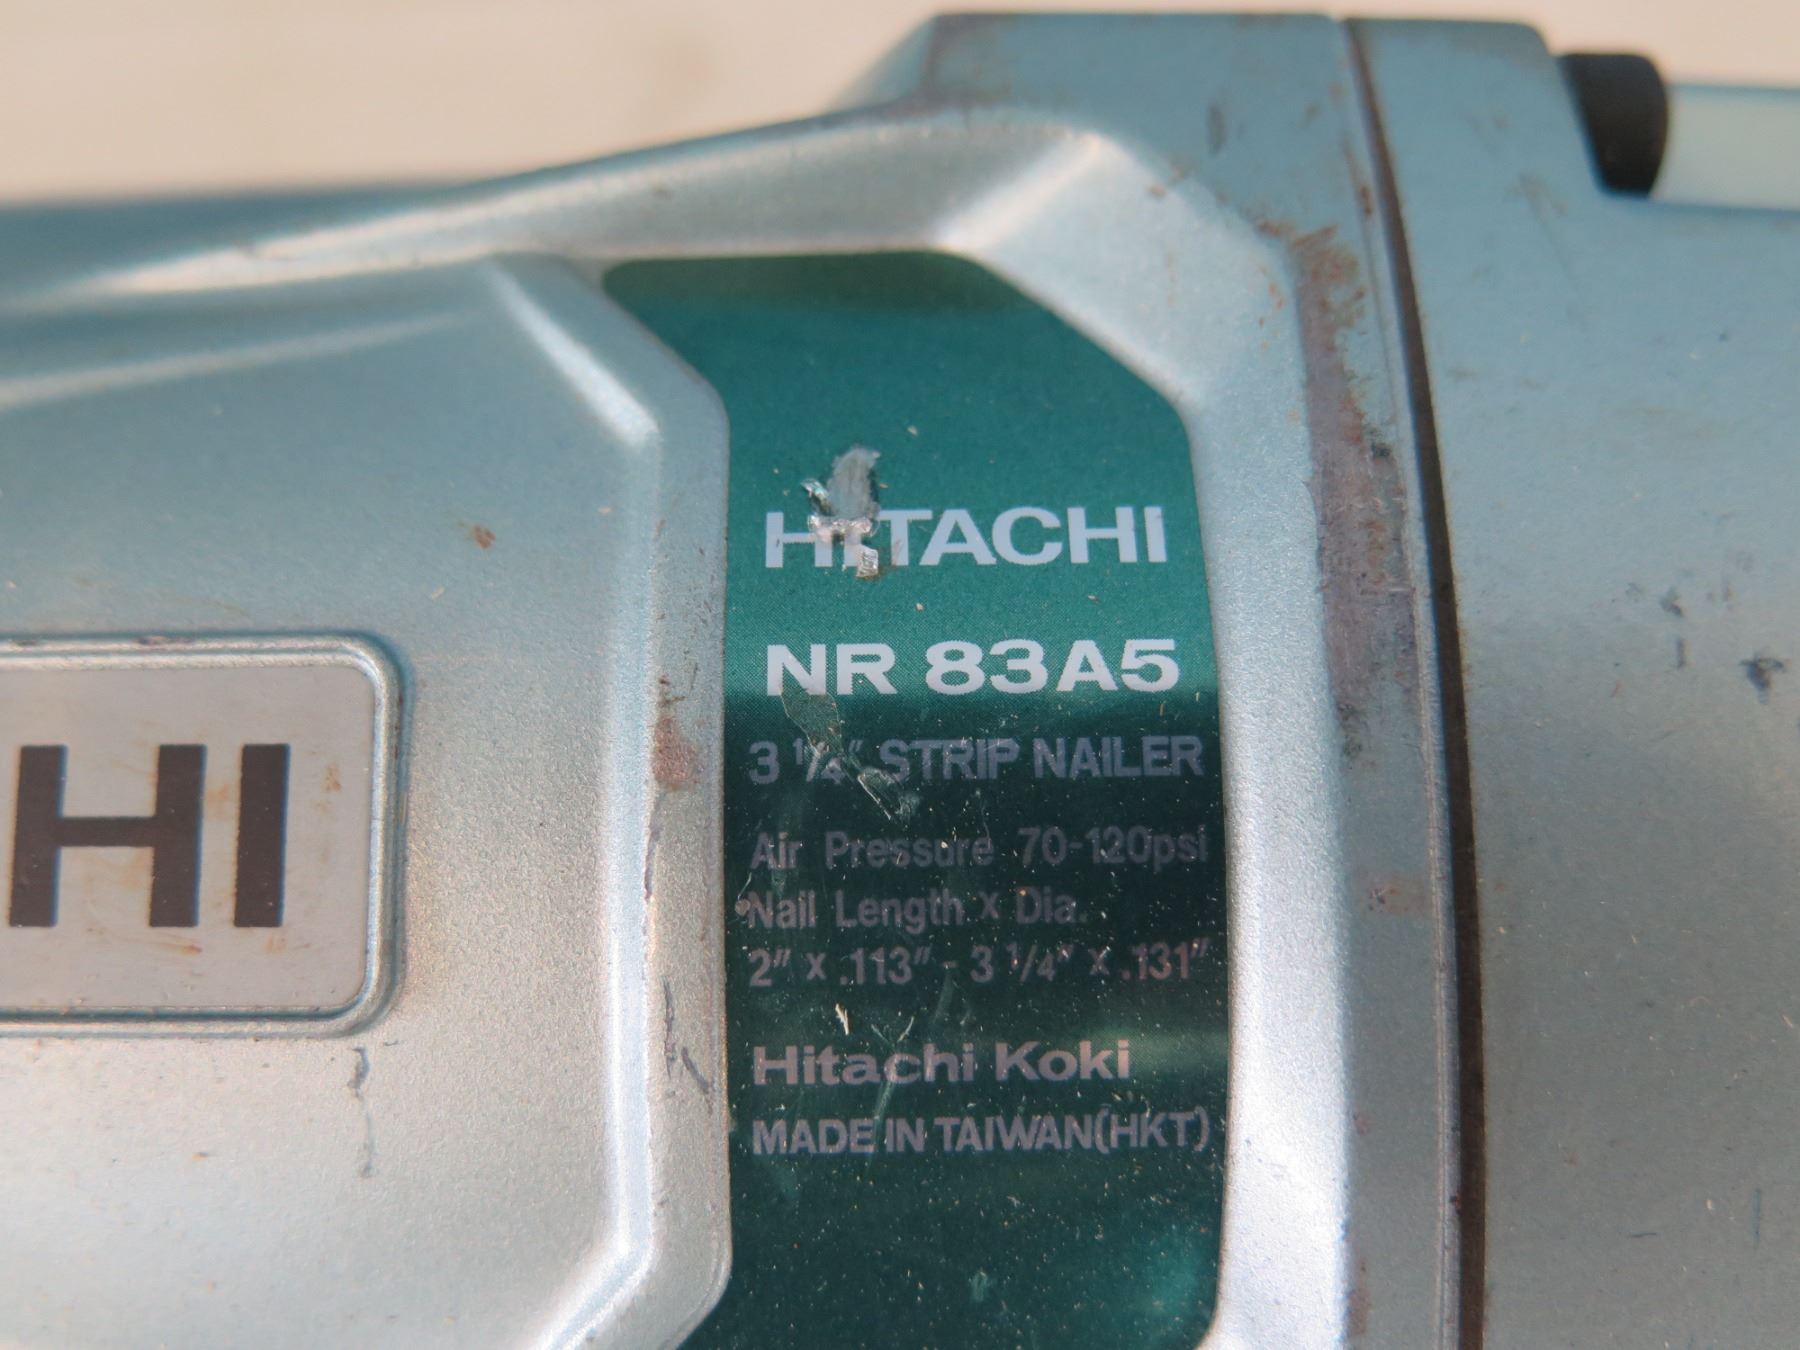 HITACHI
NR 83A5
3 1/4" STRIP NAILER
Air Pressure 70-120psi
Nail Length x Dia.
2" x .113" - 3 1/4" x .131"
Hitachi Koki
MADE IN TAIWAN(HKT)
HI